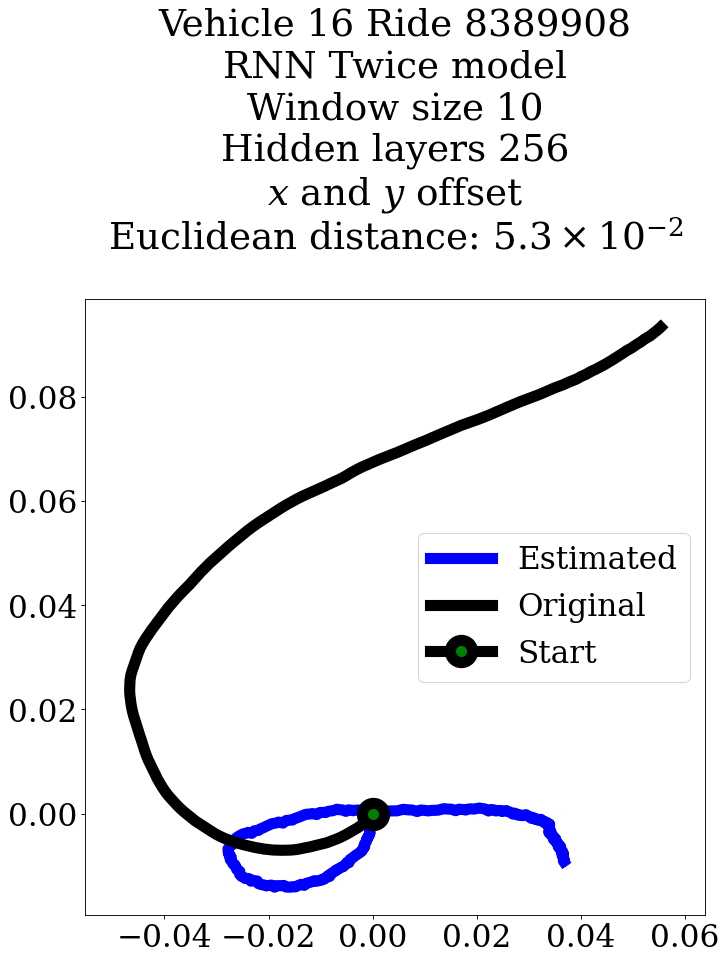 Vehicle 16 Ride 8389908
RNN Twice model
Window size 10
Hidden layers 256
x and y offset
Euclidean distance: 5.3 × 10⁻²
0.08
0.06
0.04
0.02
0.00
Estimated
Original
Start
−0.04 −0.02 0.00 0.02 0.04 0.06